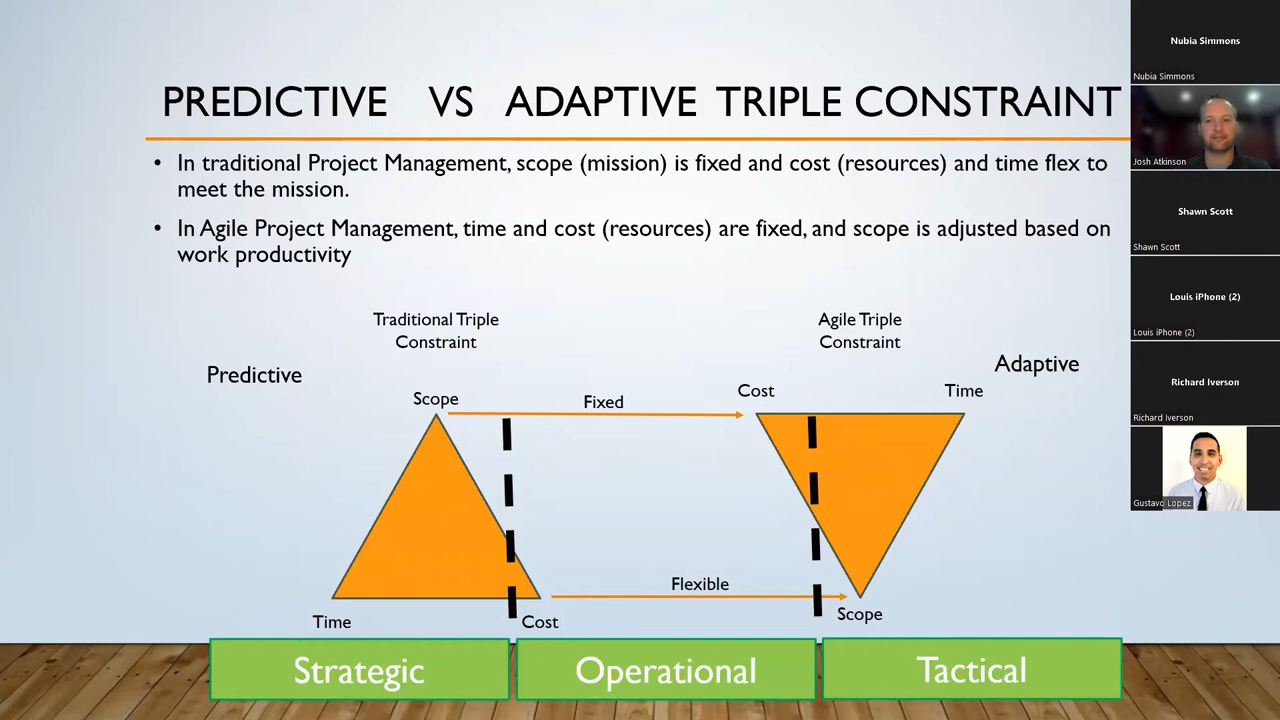 PREDICTIVE VS ADAPTIVE TRIPLE CONSTRAINT
• In traditional Project Management, scope (mission) is fixed and cost (resources) and time flex to
meet the mission.
• In Agile Project Management, time and cost (resources) are fixed, and scope is adjusted based on
work productivity
Traditional Triple
Constraint
Agile Triple
Constraint
Predictive
Adaptive
Scope
Fixed
Cost
Time
Flexible
Time
Cost
Scope
Strategic
Operational
Tactical
Nubia Simmons
Nubia Simmons
Josh Atkinson
Shawn Scott
Shawn Scott
Louis iPhone (2)
Louis iPhone (2)
Richard Iverson
Richard Iverson
Gustavo Lopez